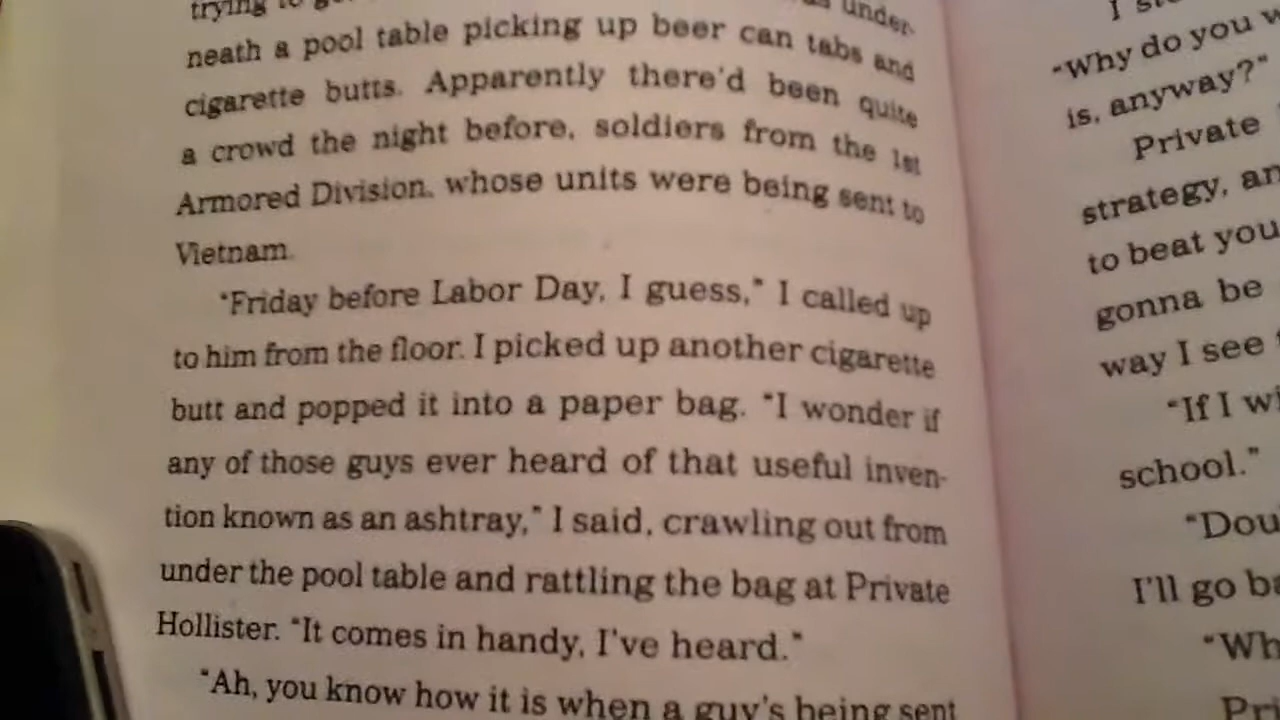 trying to
under-
neath a pool table picking up beer can tabs and
cigarette butts. Apparently there'd been quite
a crowd the night before, soldiers from the 1st
Armored Division, whose units were being sent to
Vietnam.
"Friday before Labor Day, I guess," I called up
to him from the floor. I picked up another cigarette
butt and popped it into a paper bag. "I wonder if
any of those guys ever heard of that useful inven-
tion known as an ashtray," I said, crawling out from
under the pool table and rattling the bag at Private
Hollister. "It comes in handy, I've heard."
"Ah, you know how it is when a guy's being sent
I
"Why do you
is, anyway?"
Private
strategy,
to beat you
gonna be
way I see
"If I
school."
I'll go